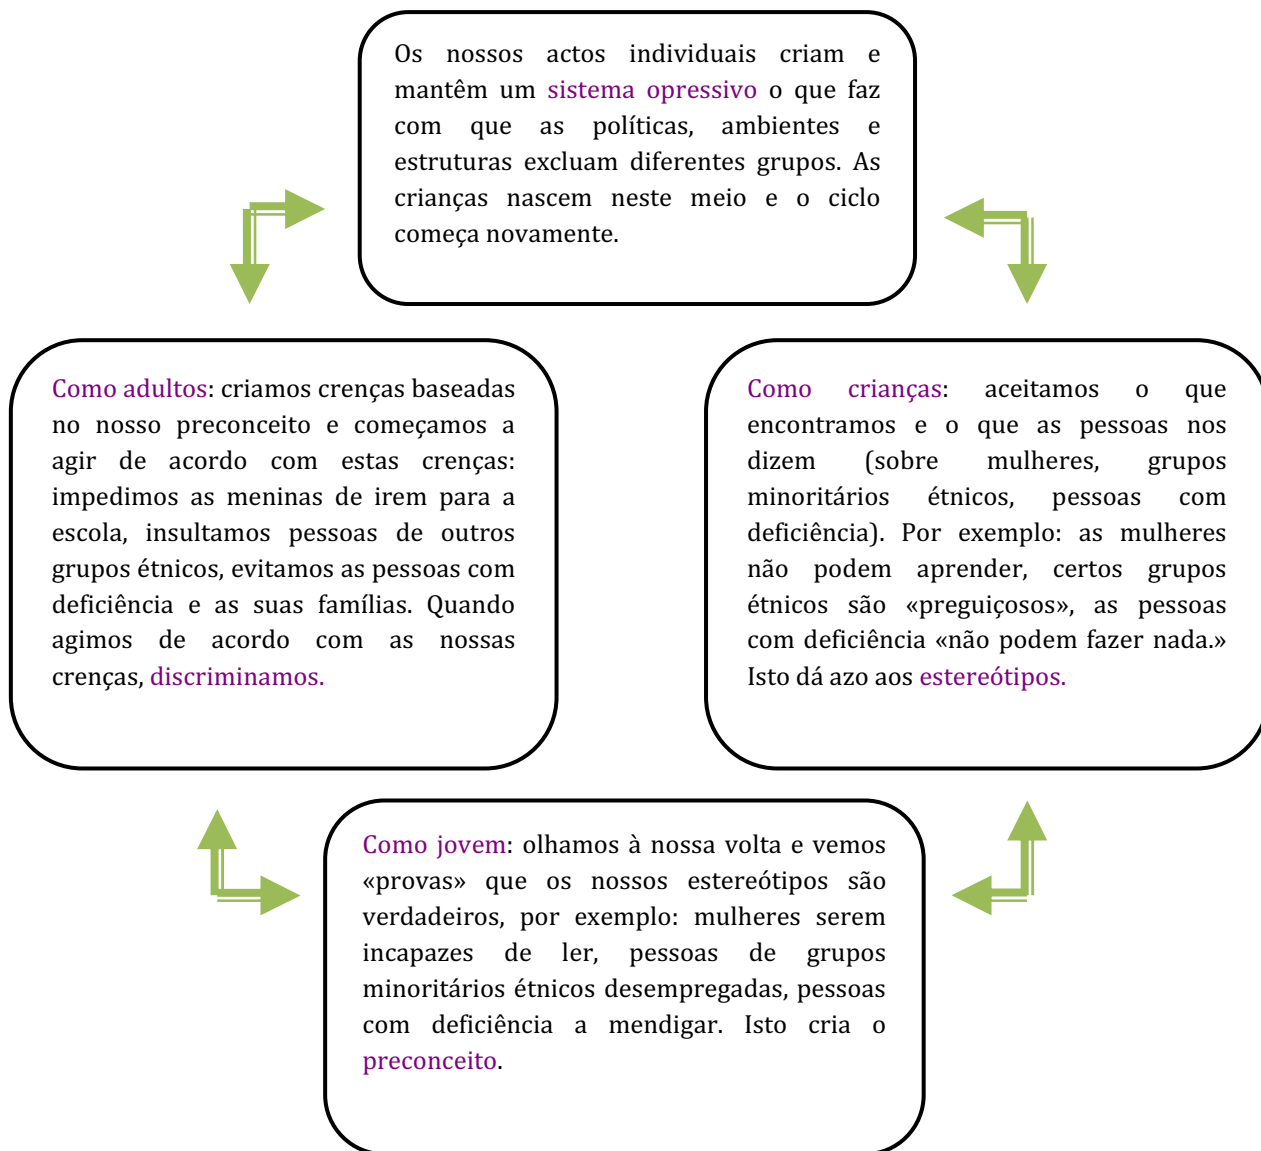 Os nossos actos individuais criam e
mantêm um sistema opressivo o que faz
com que as políticas, ambientes e
estruturas excluam diferentes grupos. As
crianças nascem neste meio e o ciclo
começa novamente.
Como adultos: criamos crenças baseadas
no nosso preconceito e começamos a
agir de acordo com estas crenças:
impedimos as meninas de irem para a
escola, insultamos pessoas de outros
grupos étnicos, evitamos as pessoas com
deficiência e as suas famílias. Quando
agimos de acordo com as nossas
crenças, discriminamos.
Como crianças: aceitamos o que
encontramos e o que as pessoas nos
dizem (sobre mulheres, grupos
minoritários étnicos, pessoas com
deficiência). Por exemplo: as mulheres
não podem aprender, certos grupos
étnicos são «preguiçosos», as pessoas
com deficiência «não podem fazer nada.»
Isto dá azo aos estereótipos.
Como jovem: olhamos à nossa volta e vemos
«provas» que os nossos estereótipos são
verdadeiros, por exemplo: mulheres serem
incapazes de ler, pessoas de grupos
minoritários étnicos desempregadas, pessoas
com deficiência a mendigar. Isto cria o
preconceito.